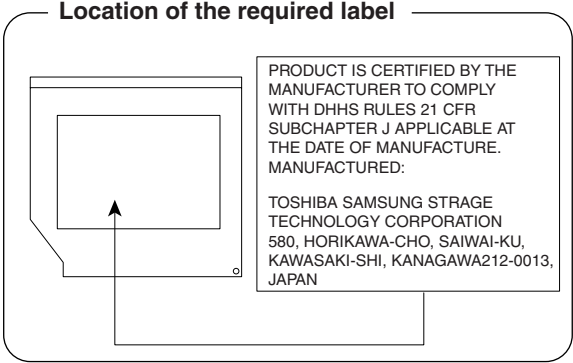 Location of the required label
PRODUCT IS CERTIFIED BY THE
MANUFACTURER TO COMPLY
WITH DHHS RULES 21 CFR
SUBCHAPTER J APPLICABLE AT
THE DATE OF MANUFACTURE.
MANUFACTURED:
TOSHIBA SAMSUNG STRAGE
TECHNOLOGY CORPORATION
580, HORIKAWA-CHO, SAIWAI-KU,
KAWASAKI-SHI, KANAGAWA212-0013,
JAPAN